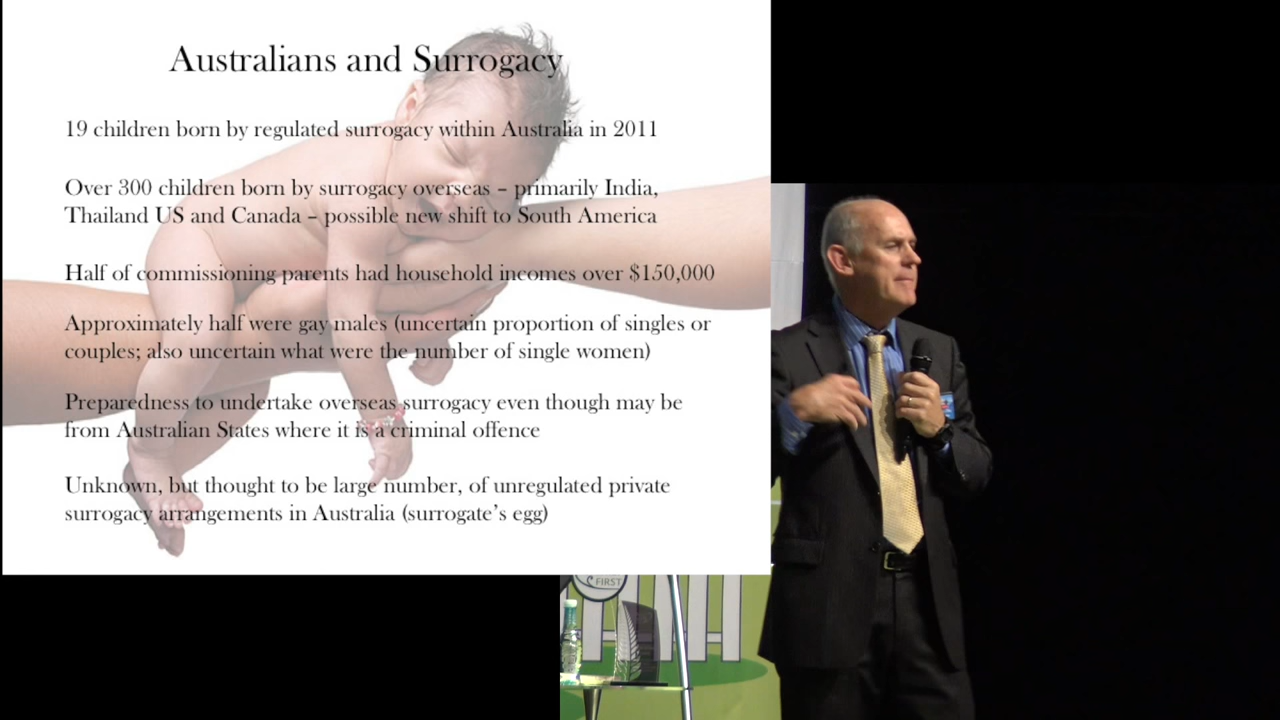 Australians and Surrogacy
19 children born by regulated surrogacy within Australia in 2011
Over 300 children born by surrogacy overseas – primarily India,
Thailand US and Canada – possible new shift to South America
Half of commissioning parents had household incomes over $150,000
Approximately half were gay males (uncertain proportion of singles or
couples; also uncertain what were the number of single women)
Preparedness to undertake overseas surrogacy even though may be
from Australian States where it is a criminal offence
Unknown, but thought to be large number, of unregulated private
surrogacy arrangements in Australia (surrogate's egg)
FIRST